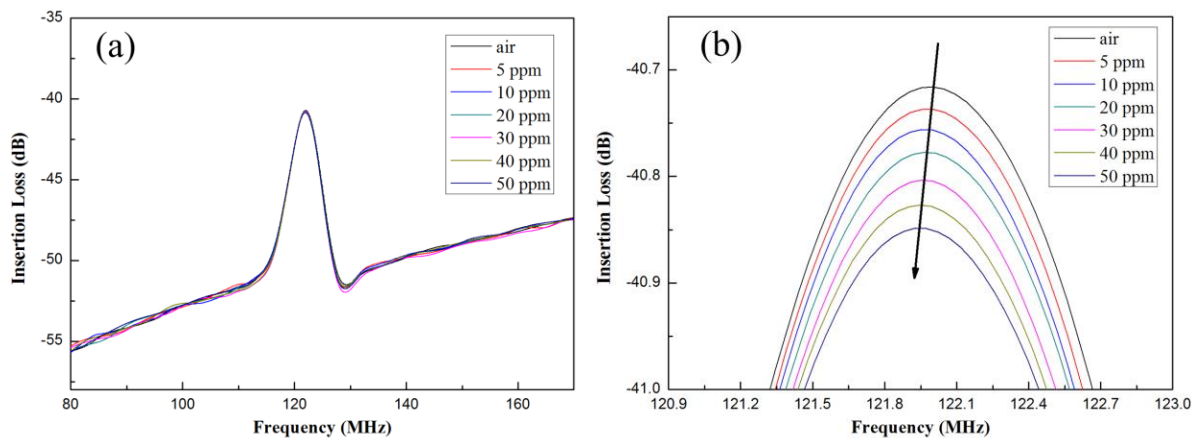 (a)
-35
-40
-45
-50
-55
Insertion Loss (dB)
80
100
120
140
160
Frequency (MHz)
air
5 ppm
10 ppm
20 ppm
30 ppm
40 ppm
50 ppm
(b)
-40.7
-40.8
-40.9
-41.0
Insertion Loss (dB)
120.9
121.2
121.5
121.8
122.1
122.4
122.7
123.0
Frequency (MHz)
air
5 ppm
10 ppm
20 ppm
30 ppm
40 ppm
50 ppm